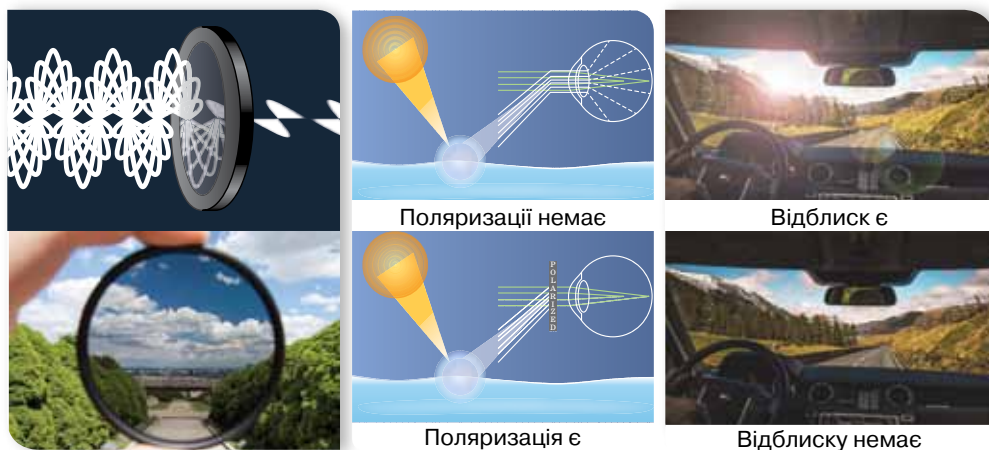 Поляризації немає
Відблиск є
POLARIZED
Поляризація є
Відблиску немає